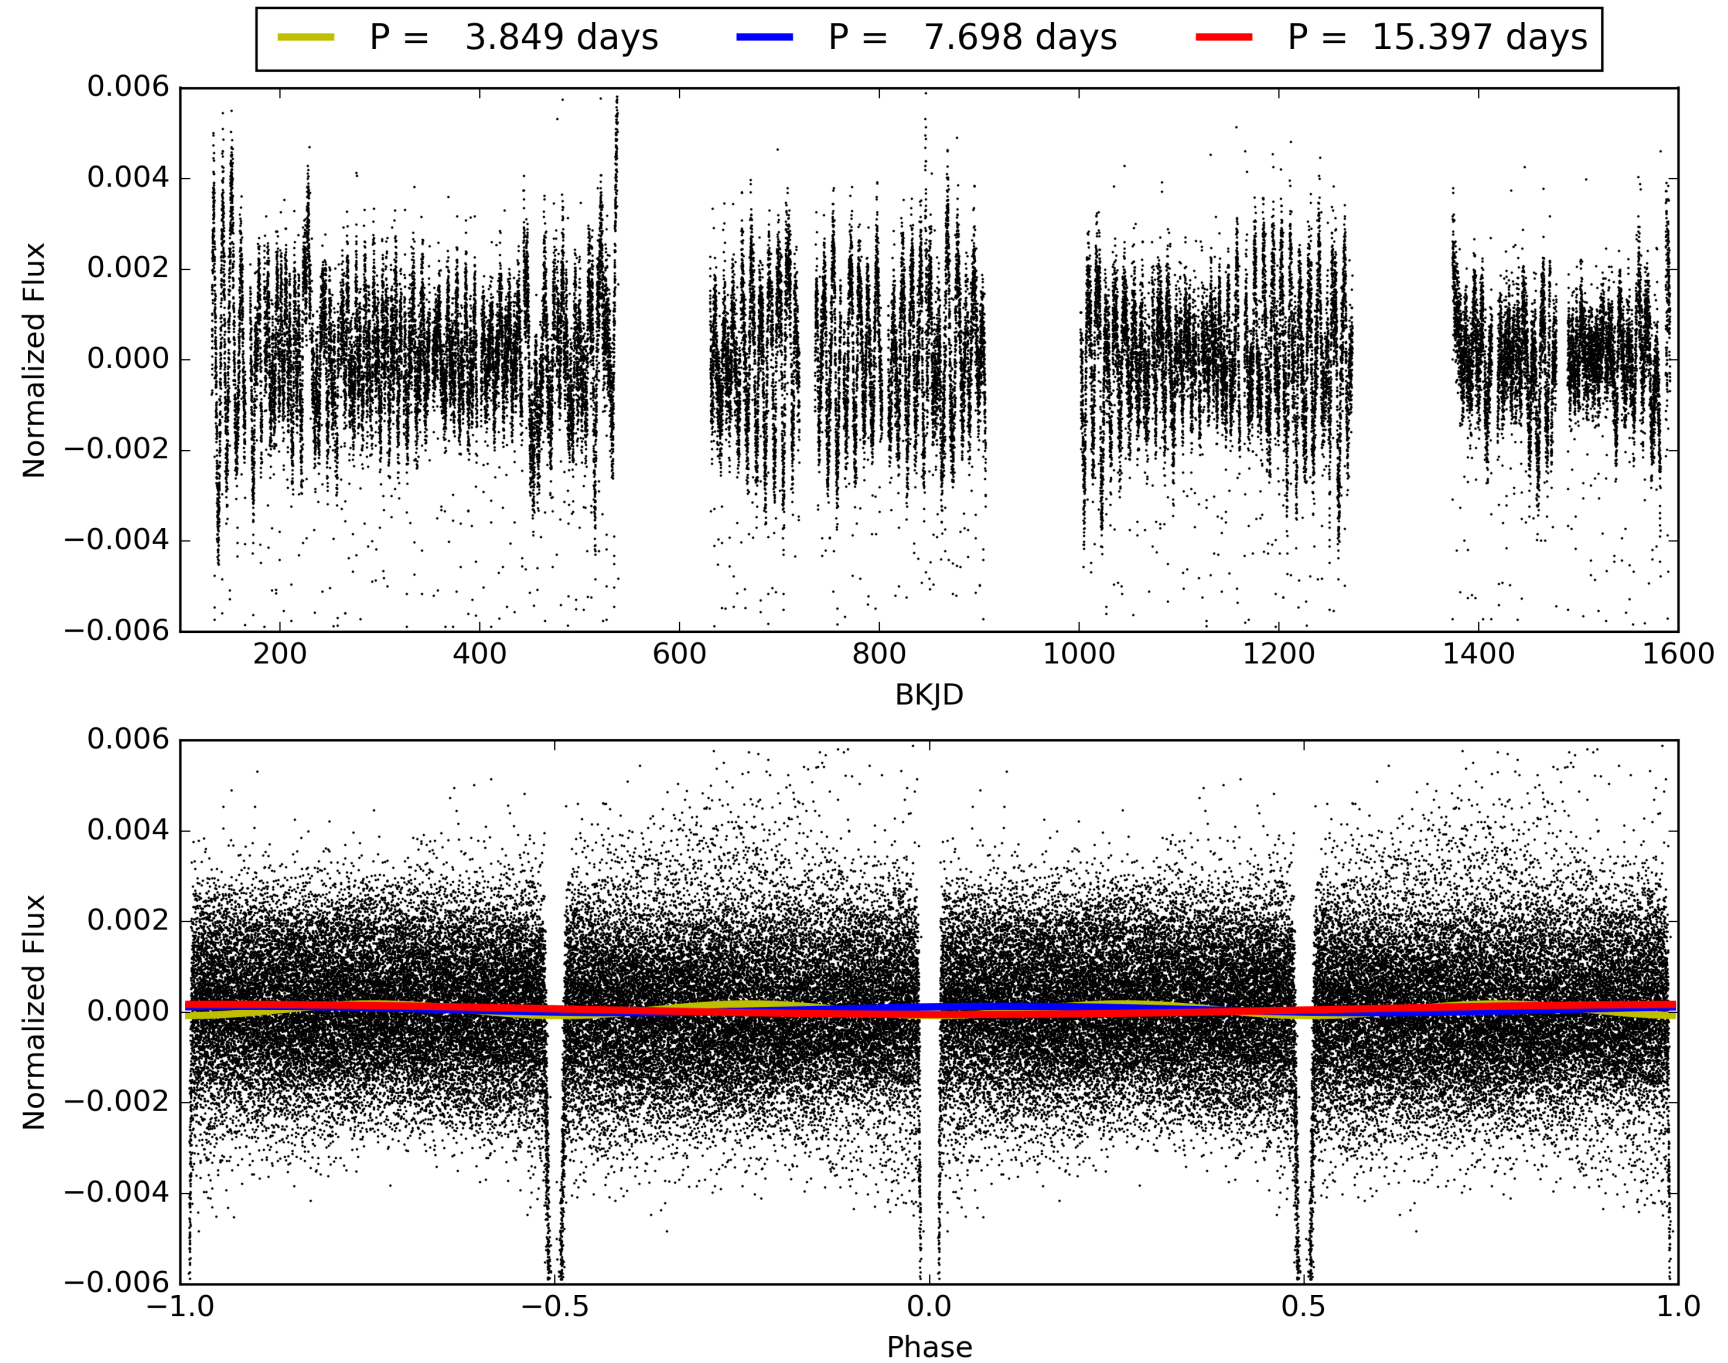 P = 3.849 days P = 7.698 days P = 15.397 days
0.006
0.004
0.002
0.000
−0.002
−0.004
−0.006
Normalized Flux
200 400 600 800 1000 1200 1400 1600
BKJD
0.006
0.004
0.002
0.000
−0.002
−0.004
−0.006
Normalized Flux
−1.0 −0.5 0.0 0.5 1.0
Phase